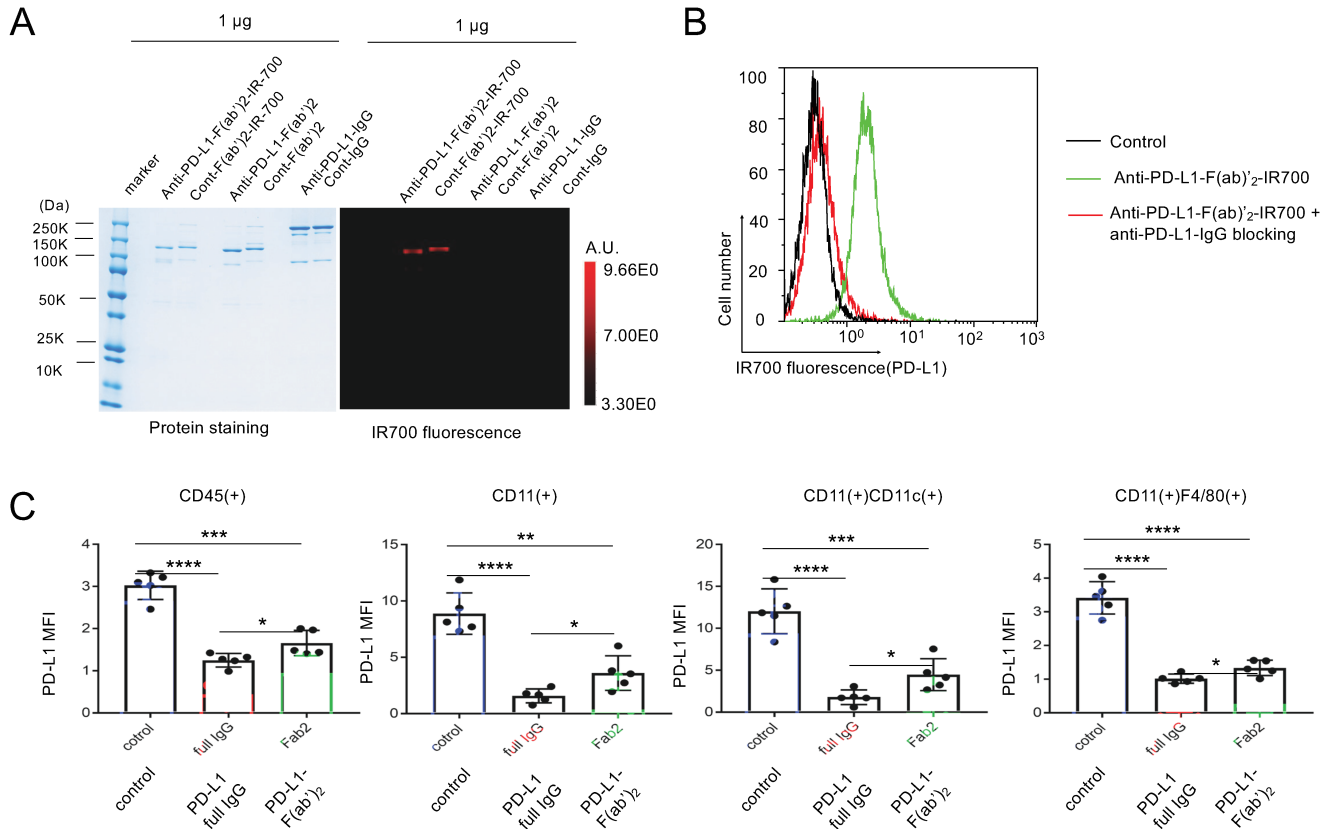 A
1 µg
1 µg
marker
Anti-PD-L1-F(ab')2-IR-700
Cont-F(ab')2-IR-700
Anti-PD-L1-F(ab')2
Cont-F(ab')2
Anti-PD-L1-IgG
Cont-IgG
Anti-PD-L1-F(ab')2-IR-700
Cont-F(ab')2-IR-700
Anti-PD-L1-F(ab')2
Cont-F(ab')2
Anti-PD-L1-IgG
Cont-IgG
(Da)
250K
150K
100K
50K
25K
10K
A.U.
9.66E0
7.00E0
3.30E0
Protein staining
IR700 fluorescence
B
100
80
60
40
20
0
Cell number
10⁰
10¹
10²
10³
IR700 fluorescence(PD-L1)
Control
Anti-PD-L1-F(ab)'₂-IR700
Anti-PD-L1-F(ab)'₂-IR700 +
anti-PD-L1-IgG blocking
C
CD45(+)
***
****
*
PD-L1 MFI
4
3
2
1
0
cotrol
full IgG
Fab2
control
PD-L1
full IgG
PD-L1-
F(ab')₂
CD11(+)
**
****
*
PD-L1 MFI
15
10
5
0
cotrol
full IgG
Fab2
control
PD-L1
full IgG
PD-L1-
F(ab')₂
CD11(+)CD11c(+)
***
****
*
PD-L1 MFI
20
15
10
5
0
cotrol
full IgG
Fab2
control
PD-L1
full IgG
PD-L1-
F(ab')₂
CD11(+)F4/80(+)
****
****
*
PD-L1 MFI
5
4
3
2
1
0
cotrol
full IgG
Fab2
control
PD-L1
full IgG
PD-L1-
F(ab')₂